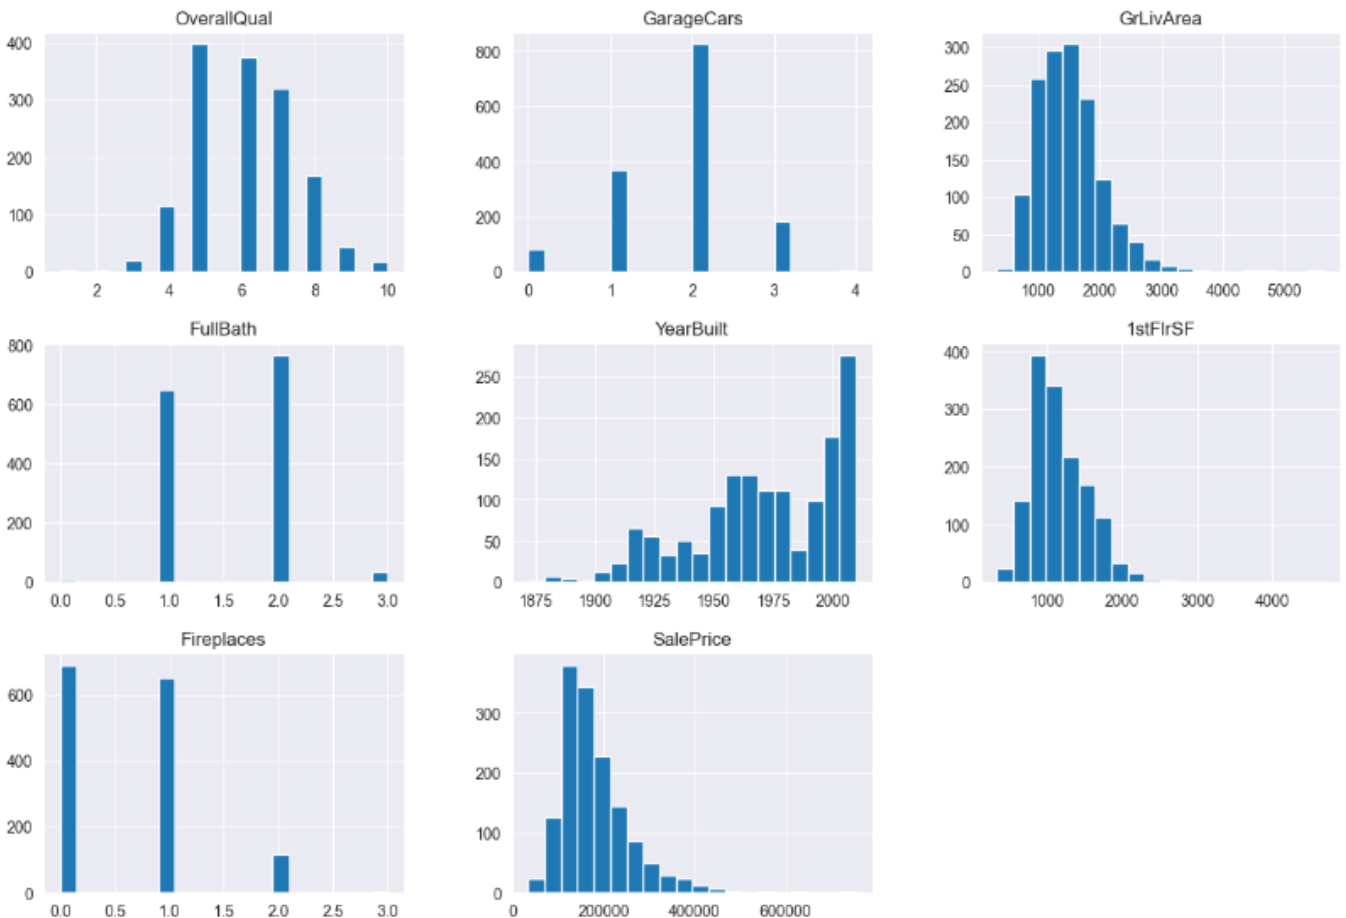 OverallQual
400
300
200
100
0
2 4 6 8 10
GarageCars
800
600
400
200
0
0 1 2 3 4
GrLivArea
300
250
200
150
100
50
0
1000 2000 3000 4000 5000
FullBath
800
600
400
200
0
0.0 0.5 1.0 1.5 2.0 2.5 3.0
YearBuilt
250
200
150
100
50
0
1875 1900 1925 1950 1975 2000
1stFlrSF
400
300
200
100
0
1000 2000 3000 4000
Fireplaces
600
400
200
0
0.0 0.5 1.0 1.5 2.0 2.5 3.0
SalePrice
300
200
100
0
0 200000 400000 600000